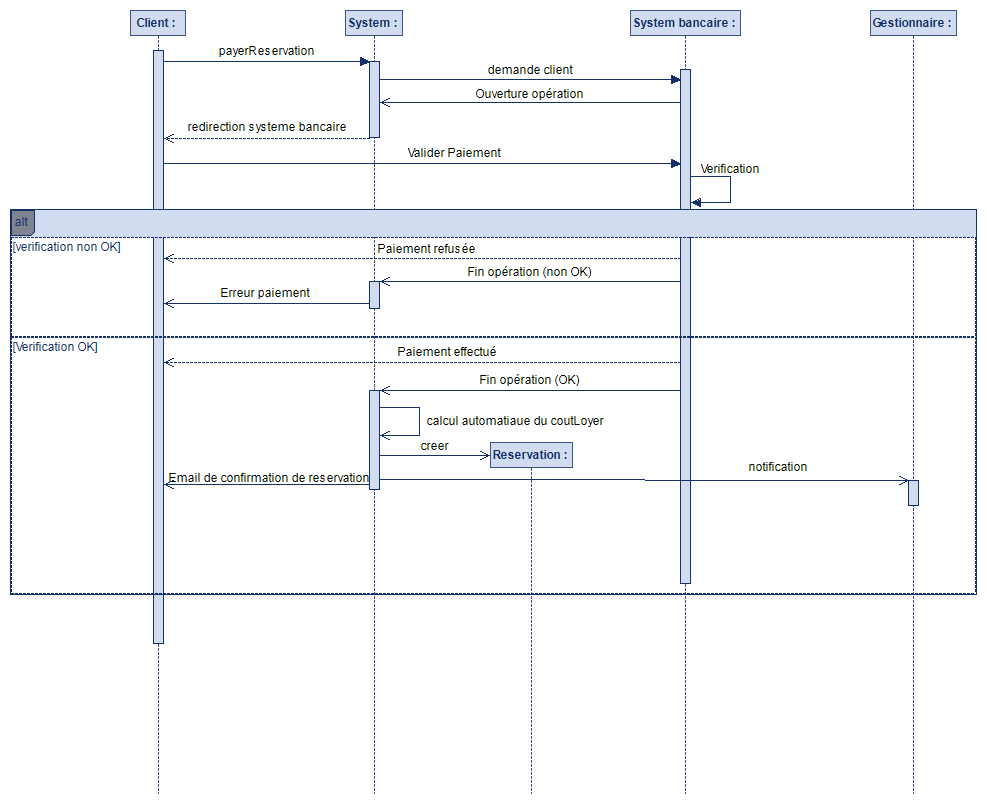 Client :
System :
System bancaire :
Gestionnaire :
payerReservation
demande client
Ouverture opération
redirection systeme bancaire
Valider Paiement
Verification
alt
[verification non OK]
Paiement refusée
Fin opération (non OK)
Erreur paiement
[Verification OK]
Paiement effectué
Fin opération (OK)
calcul automatiaue du coutLoyer
creer
Reservation :
notification
Email de confirmation de reservation